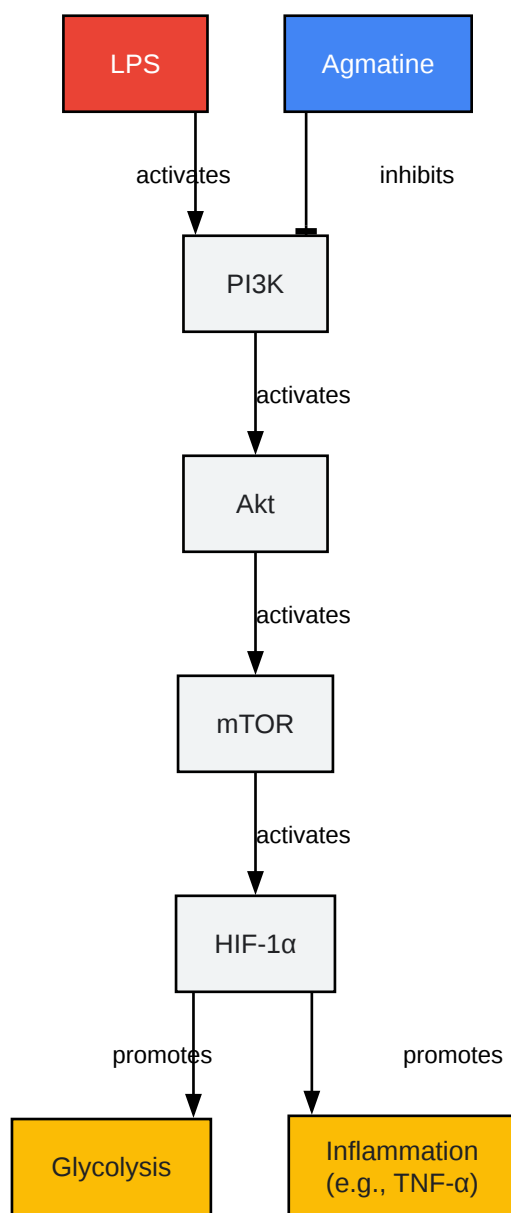 LPS
Agmatine
activates
inhibits
PI3K
activates
Akt
activates
mTOR
activates
HIF-1α
promotes
promotes
Glycolysis
Inflammation
(e.g., TNF-α)